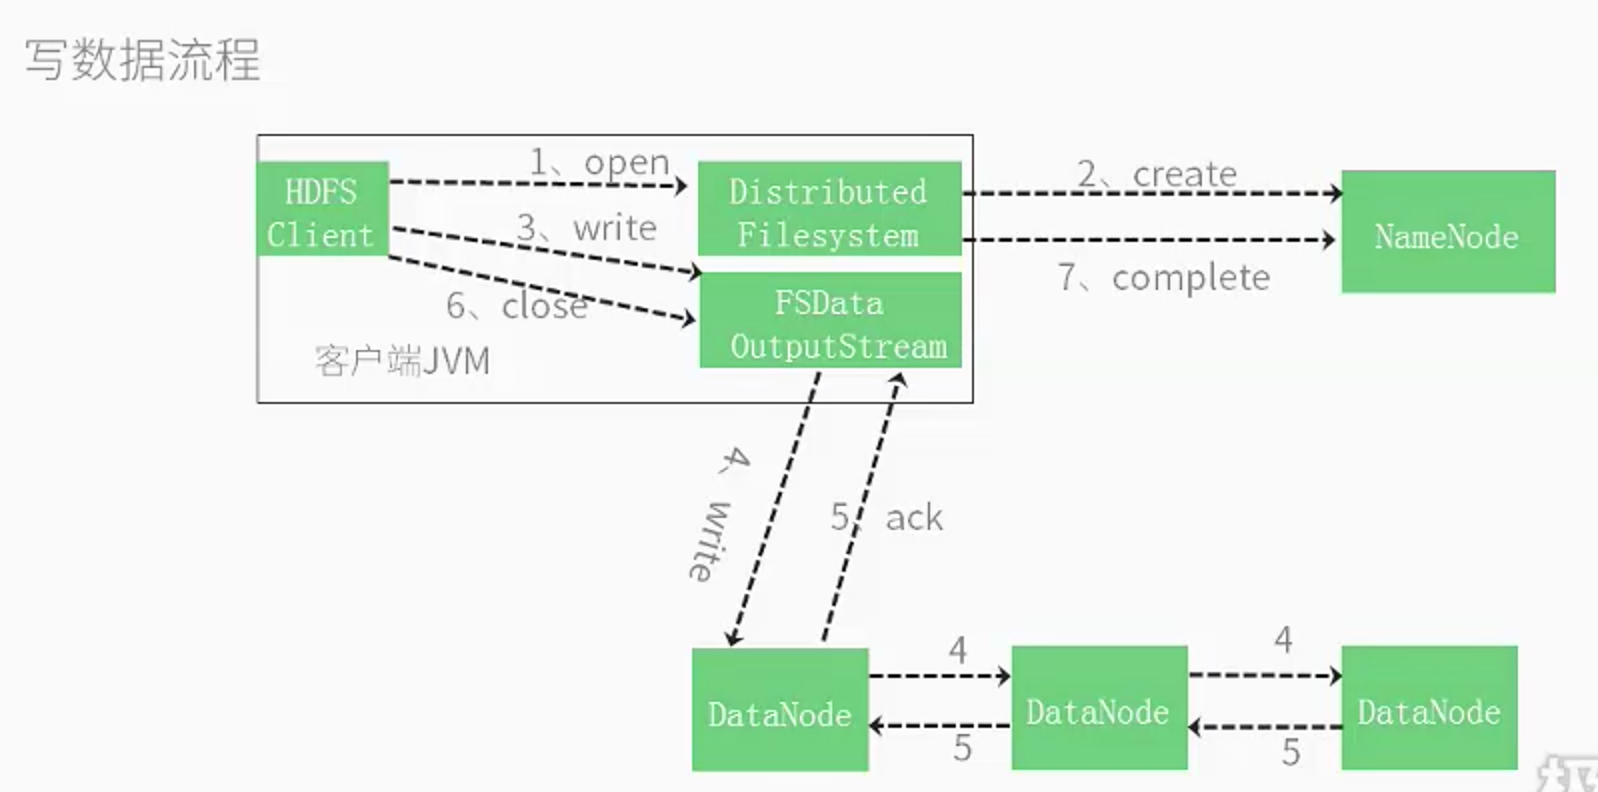 写数据流程
1、open
HDFS
Client
Distributed
Filesystem
2、create
NameNode
3、write
7、complete
6、close
FSData
OutputStream
客户端JVM
4、write
5、ack
4
4
DataNode
DataNode
DataNode
5
5